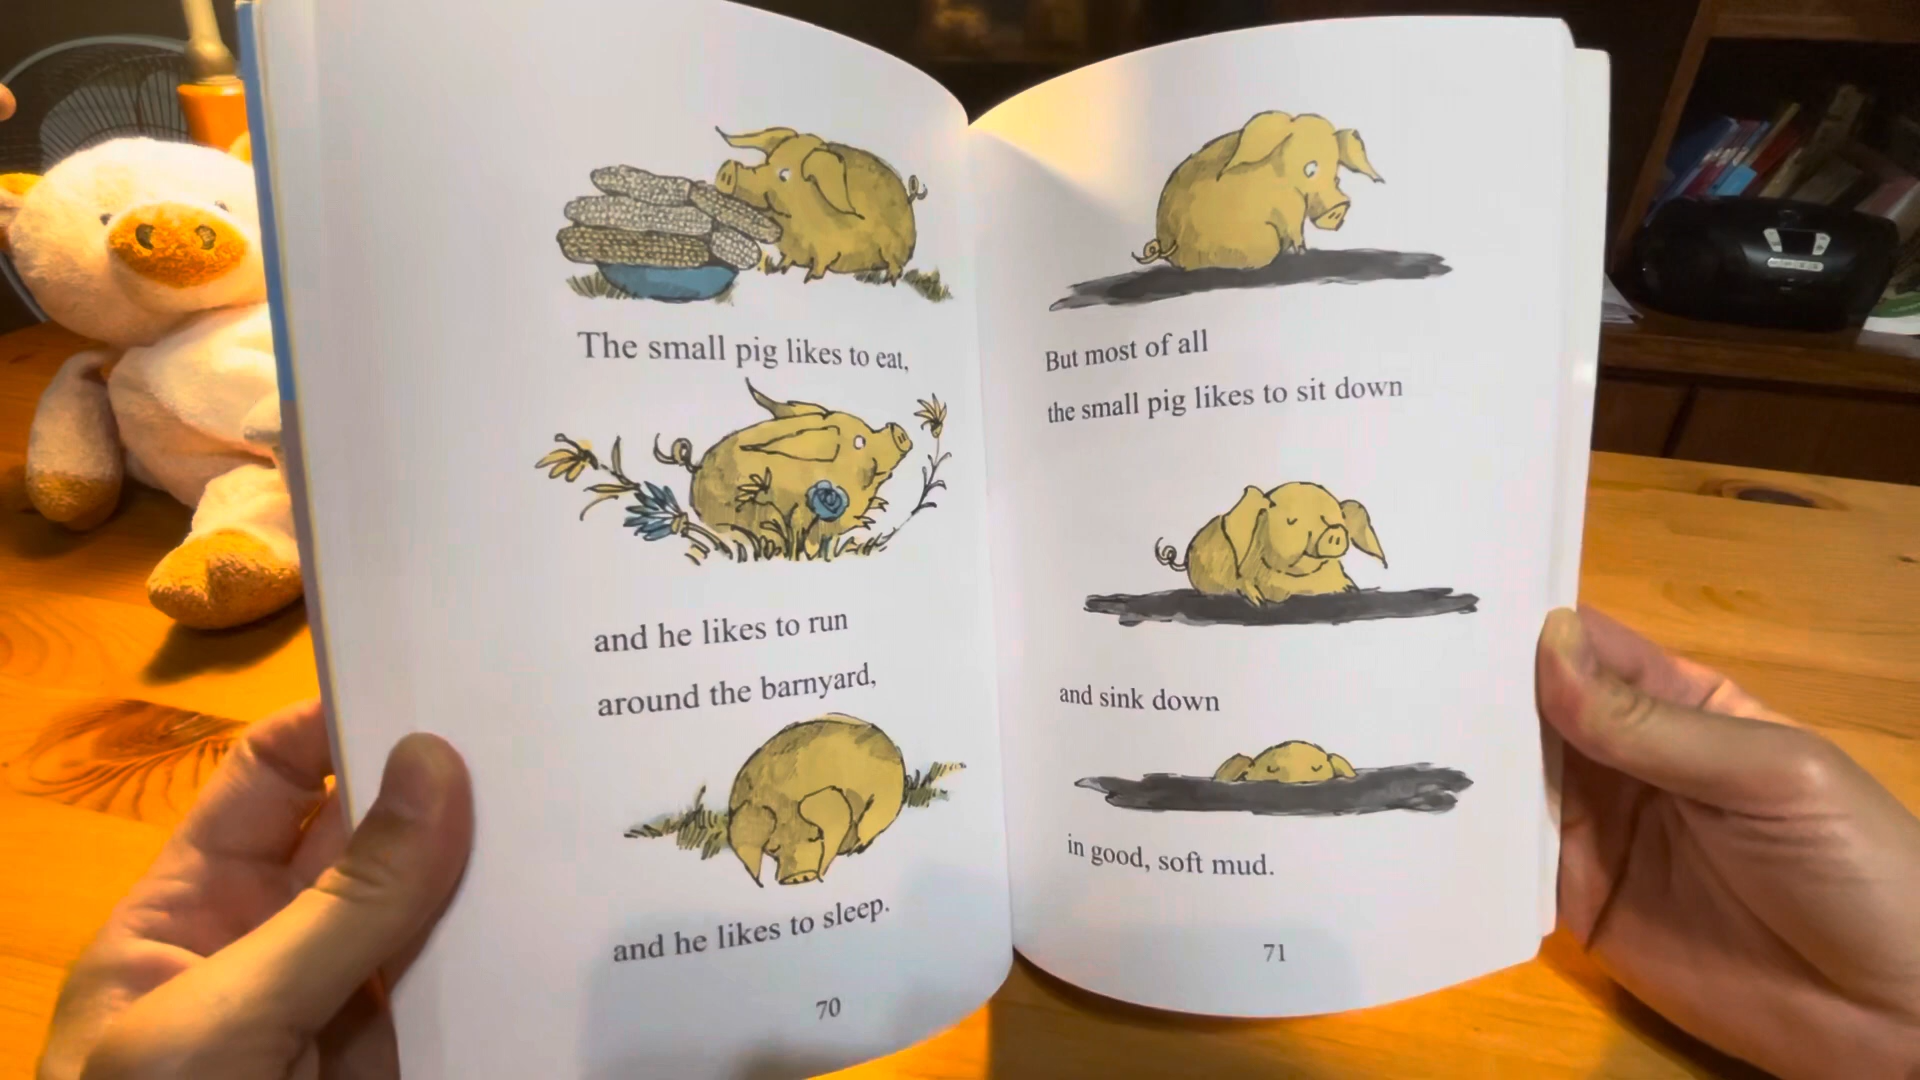 The small pig likes to eat,
and he likes to run
around the barnyard,
and he likes to sleep.
70
But most of all
the small pig likes to sit down
and sink down
in good, soft mud.
71